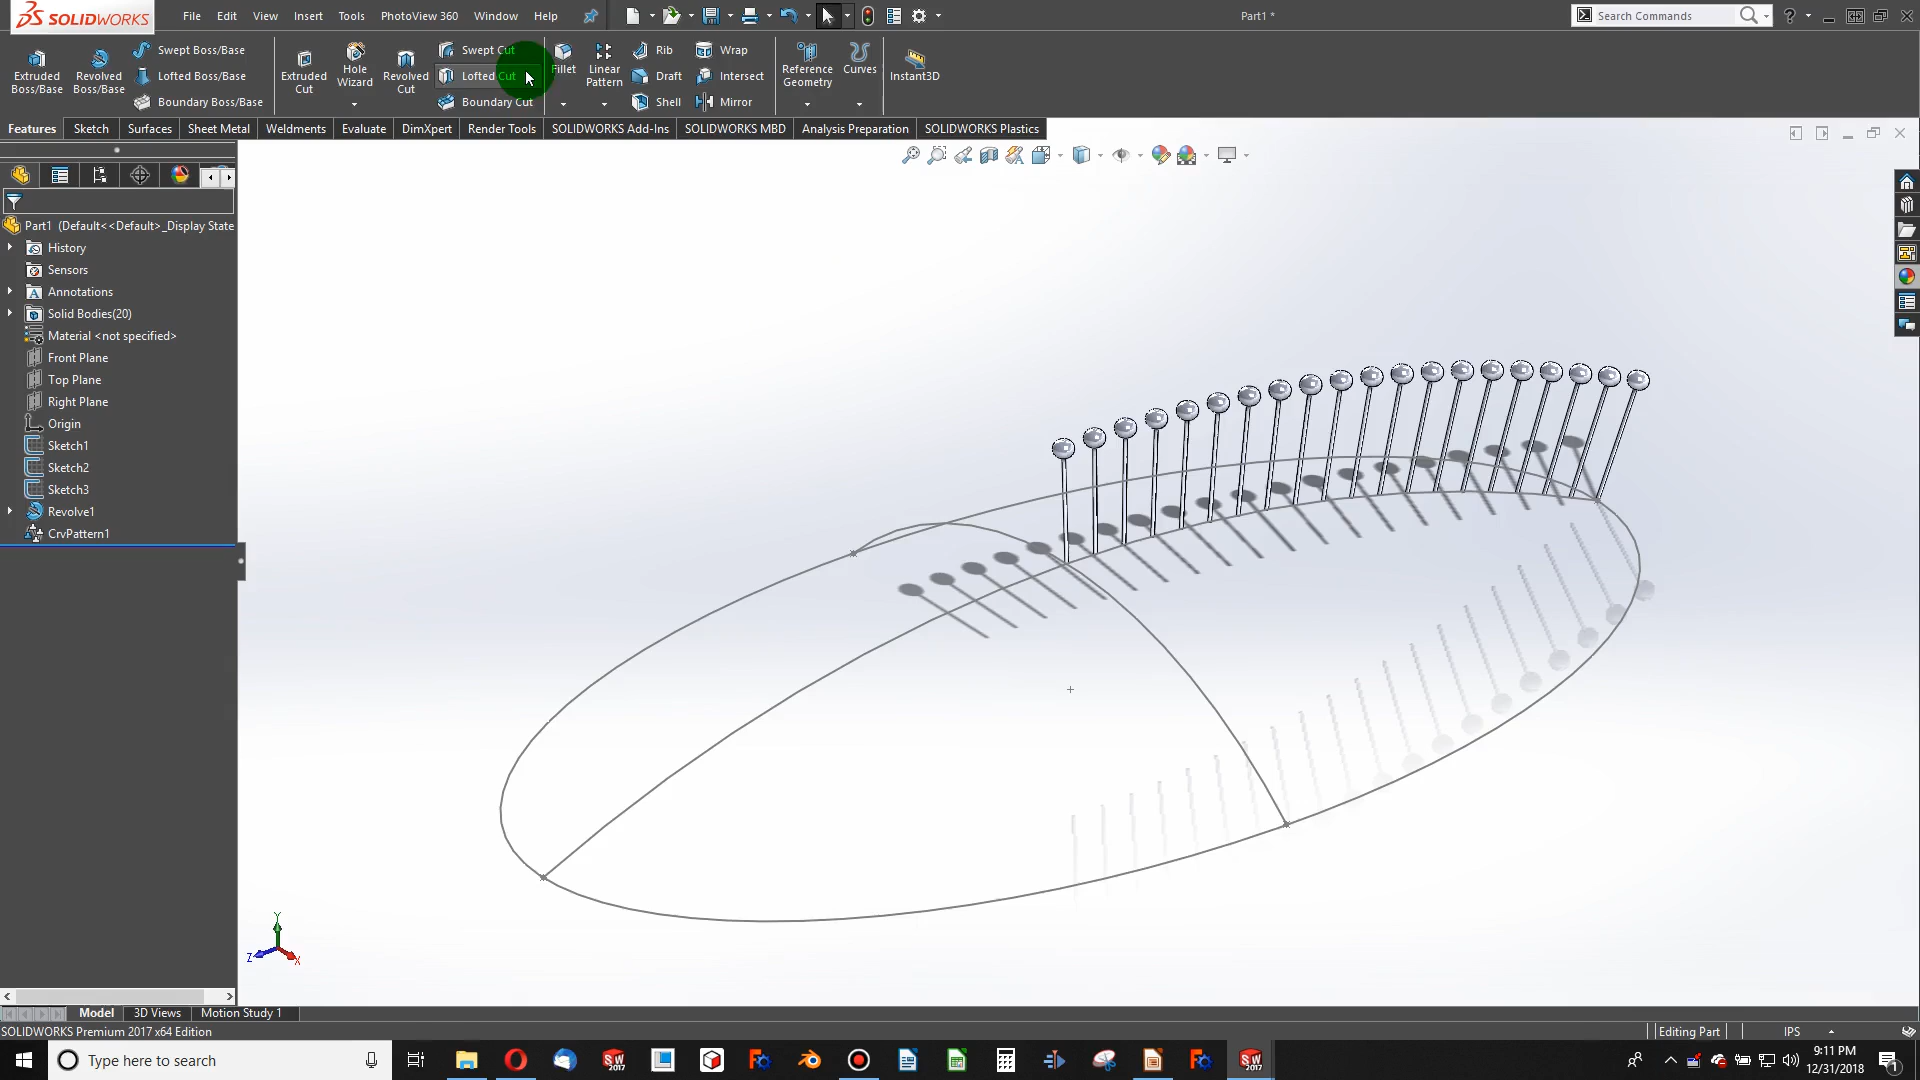 SOLIDWORKS
File Edit View Insert Tools PhotoView 360 Window Help
Part1 *
Search Commands
Extruded Boss/Base
Revolved Boss/Base
Swept Boss/Base
Lofted Boss/Base
Boundary Boss/Base
Extruded Cut
Hole Wizard
Revolved Cut
Swept Cut
Lofted Cut
Boundary Cut
Fillet
Linear Pattern
Rib
Draft
Shell
Wrap
Intersect
Mirror
Reference Geometry
Curves
Instant3D
Features Sketch Surfaces Sheet Metal Weldments Evaluate DimXpert Render Tools SOLIDWORKS Add-Ins SOLIDWORKS MBD Analysis Preparation SOLIDWORKS Plastics
Part1 (Default<<Default>_Display State
History
Sensors
Annotations
Solid Bodies(20)
Material <not specified>
Front Plane
Top Plane
Right Plane
Origin
Sketch1
Sketch2
Sketch3
Revolve1
CrvPattern1
Y
Z
X
Model 3D Views Motion Study 1
SOLIDWORKS Premium 2017 x64 Edition
Editing Part
IPS
Type here to search
9:11 PM
12/31/2018